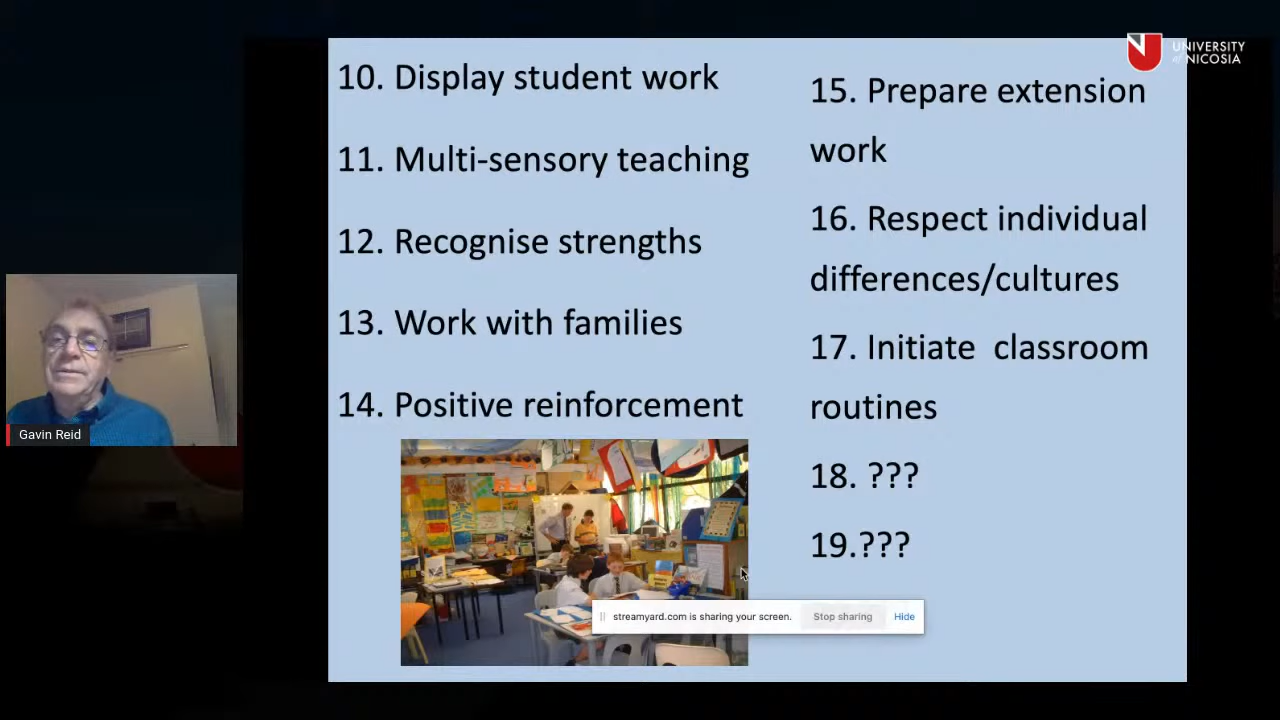 UNIVERSITY
of NICOSIA
10. Display student work
11. Multi-sensory teaching
12. Recognise strengths
13. Work with families
14. Positive reinforcement
15. Prepare extension
work
16. Respect individual
differences/cultures
17. Initiate  classroom
routines
18. ???
19.???
Gavin Reid
streamyard.com is sharing your screen.
Stop sharing
Hide